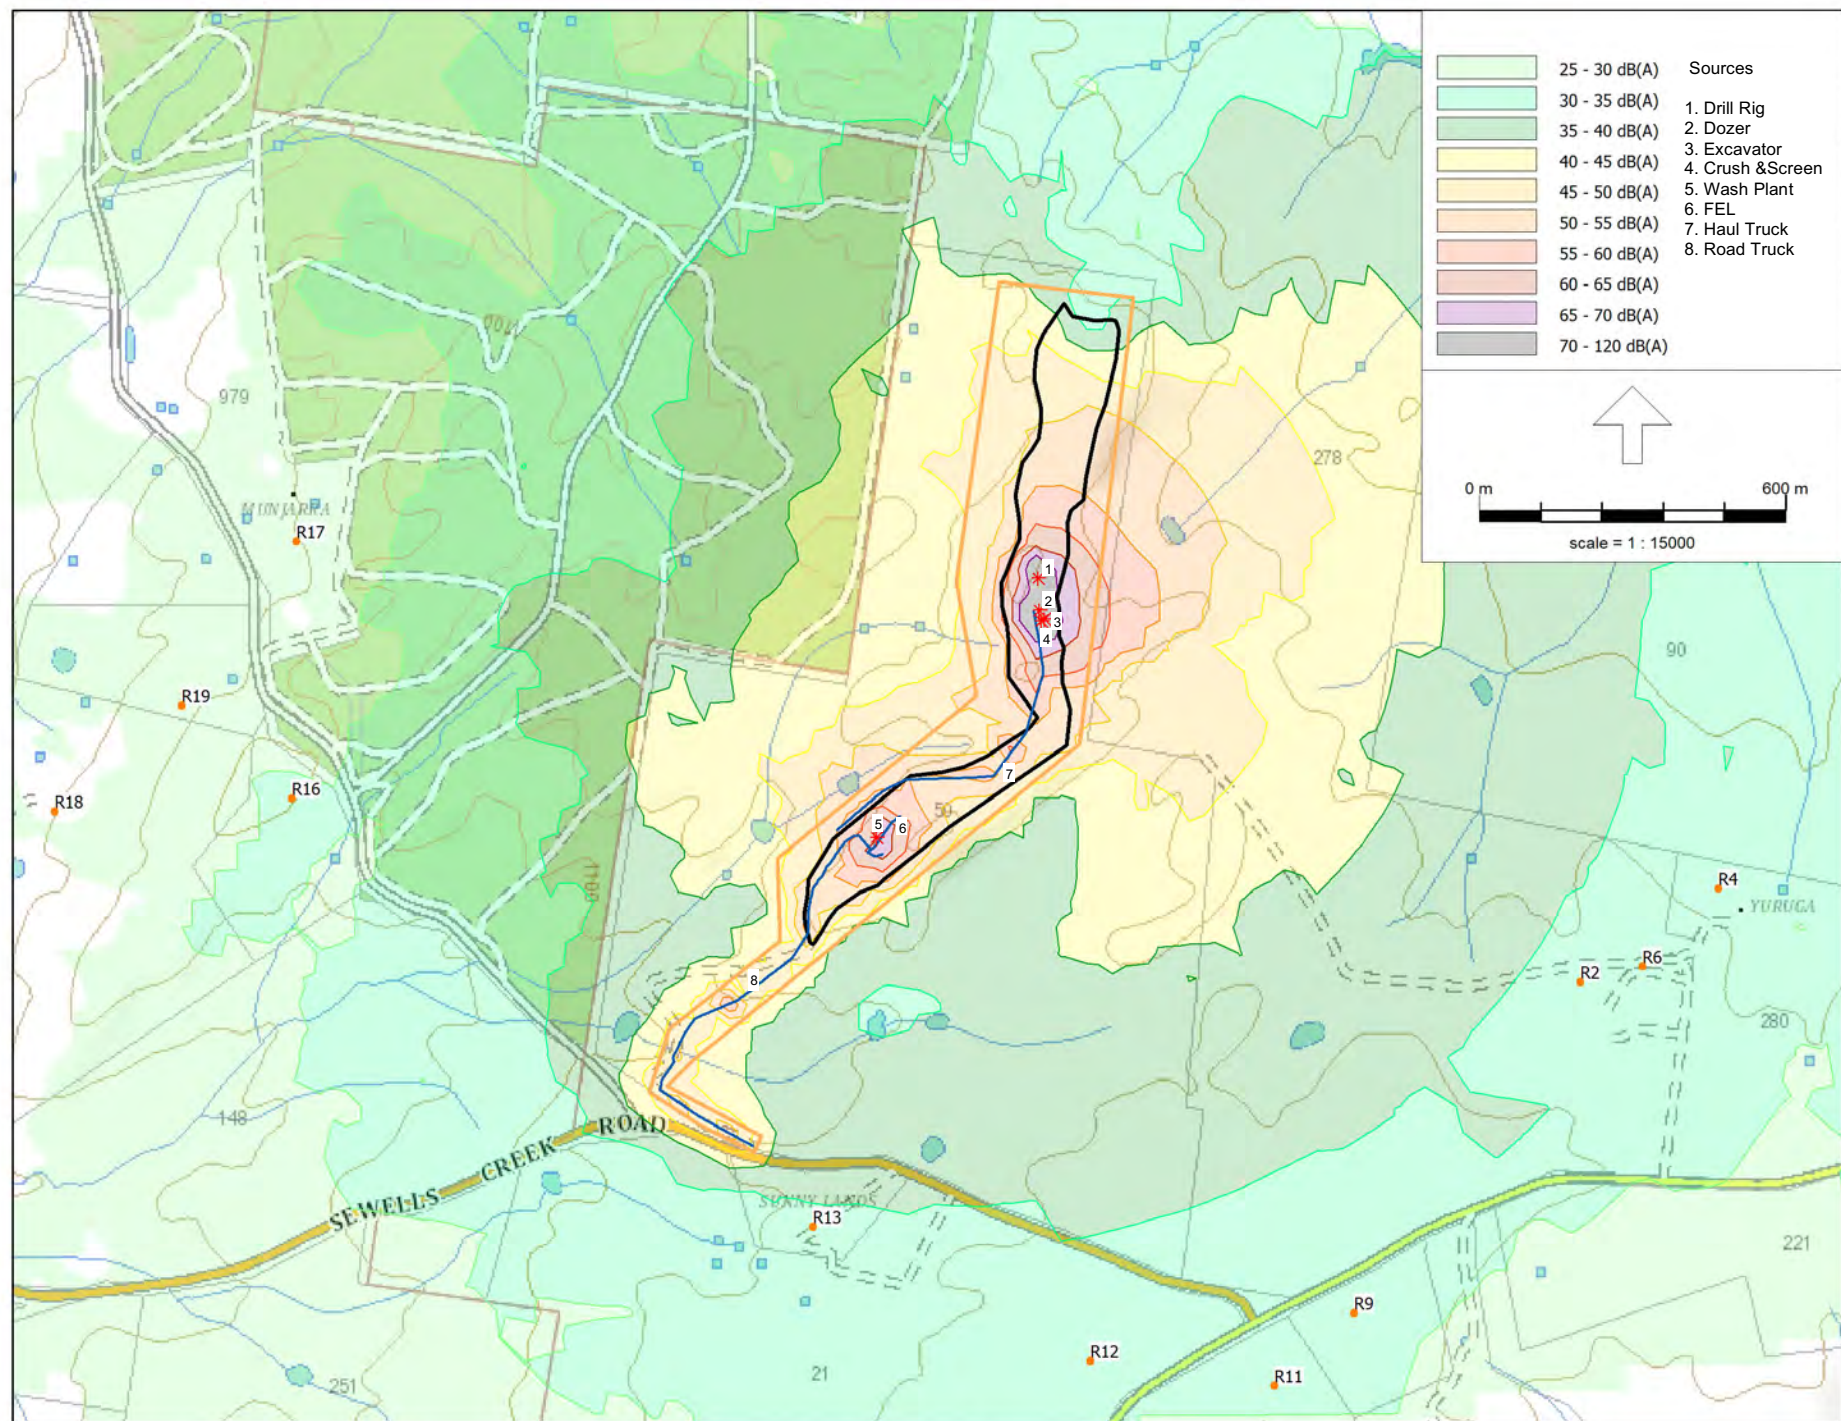 25 - 30 dB(A)
30 - 35 dB(A)
35 - 40 dB(A)
40 - 45 dB(A)
45 - 50 dB(A)
50 - 55 dB(A)
55 - 60 dB(A)
60 - 65 dB(A)
65 - 70 dB(A)
70 - 120 dB(A)
Sources
1. Drill Rig
2. Dozer
3. Excavator
4. Crush &Screen
5. Wash Plant
6. FEL
7. Haul Truck
8. Road Truck
0 m
600 m
scale = 1 : 15000
1100
979
278
MUNJARRA
R17
1
2
3
4
90
R19
R16
R18
7
50
5
6
1100
R4
YURUGA
R6
R2
8
280
148
SEWELLS CREEK ROAD
SUNNY LANDS
R13
221
R9
R12
R11
21
251